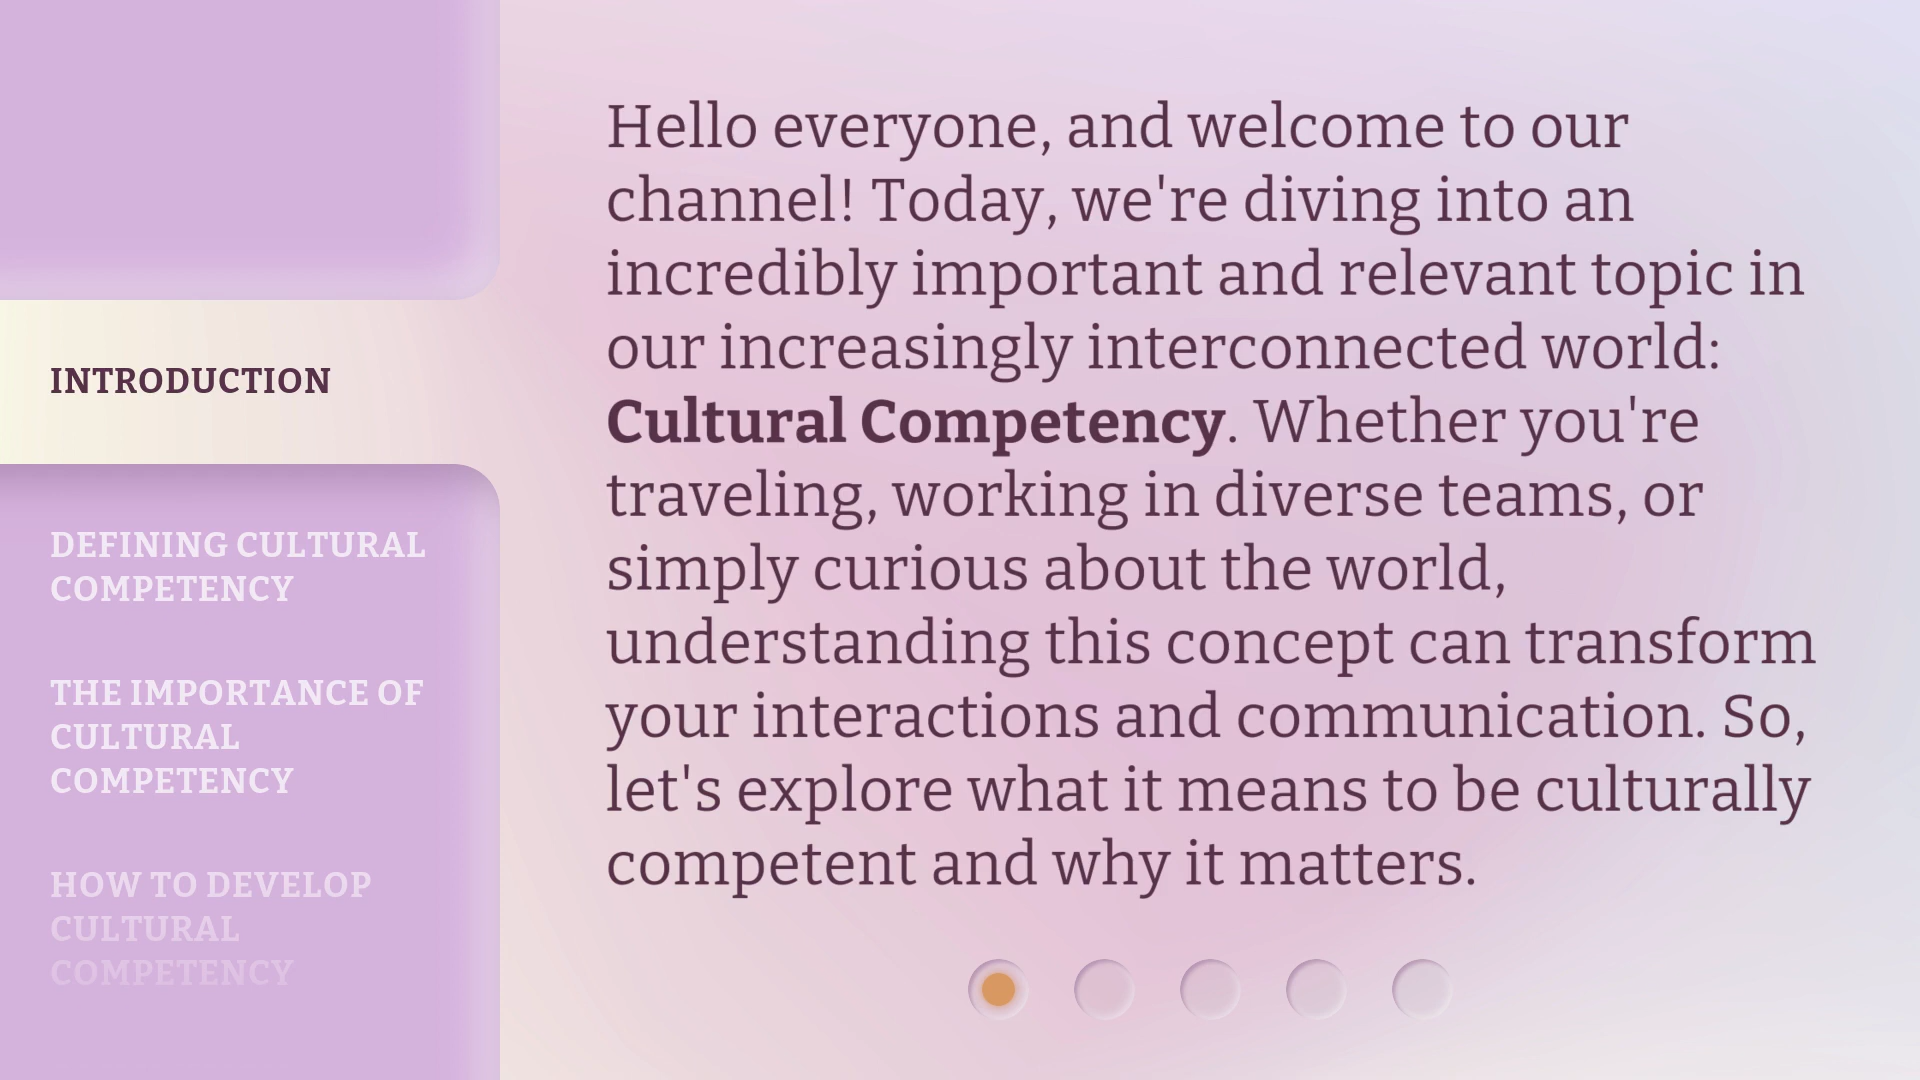 INTRODUCTION
DEFINING CULTURAL
COMPETENCY
THE IMPORTANCE OF
CULTURAL
COMPETENCY
HOW TO DEVELOP
CULTURAL
COMPETENCY
Hello everyone, and welcome to our
channel! Today, we're diving into an
incredibly important and relevant topic in
our increasingly interconnected world:
Cultural Competency. Whether you're
traveling, working in diverse teams, or
simply curious about the world,
understanding this concept can transform
your interactions and communication. So,
let's explore what it means to be culturally
competent and why it matters.